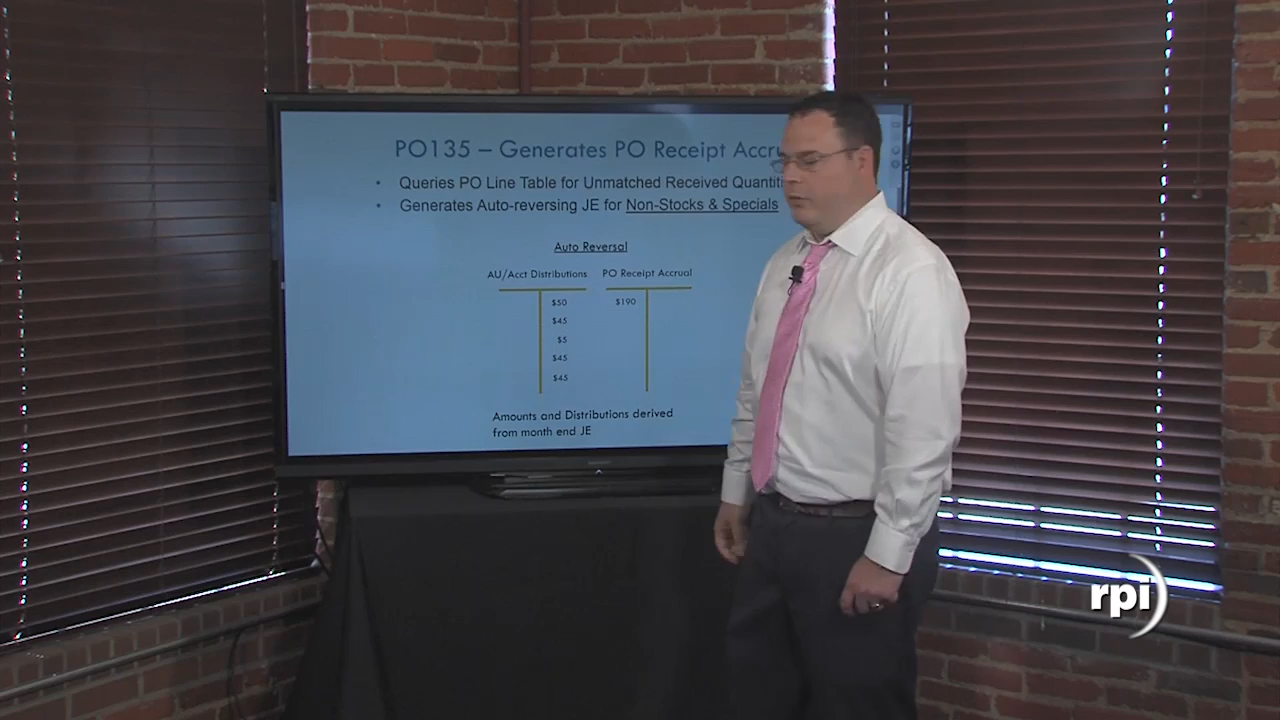 PO135 – Generates PO Receipt Accru
• Queries PO Line Table for Unmatched Received Quantiti
• Generates Auto-reversing JE for Non-Stocks & Specials
Auto Reversal
AU/Acct Distributions PO Receipt Accrual
$50 $190
$45
$5
$45
$45
Amounts and Distributions derived
from month end JE
rpi